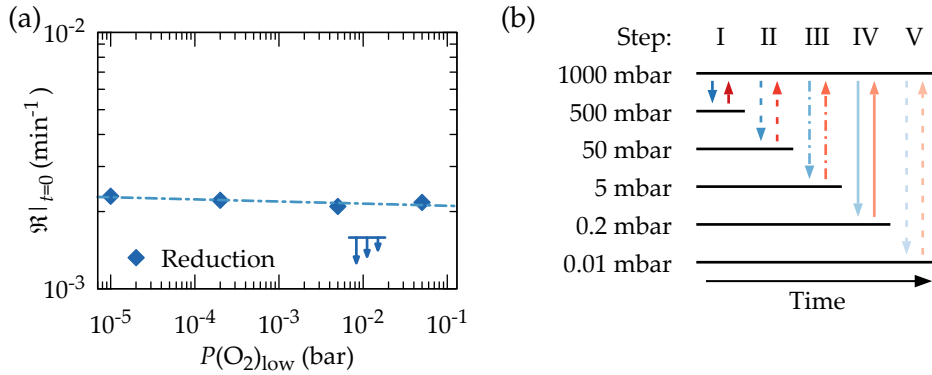 (a)
10⁻²
10⁻³
ℜ|ₜ₌₀ (min⁻¹)
Reduction
10⁻⁵ 10⁻⁴ 10⁻³ 10⁻² 10⁻¹
P(O₂)low (bar)
(b)
Step: I II III IV V
1000 mbar
500 mbar
50 mbar
5 mbar
0.2 mbar
0.01 mbar
Time